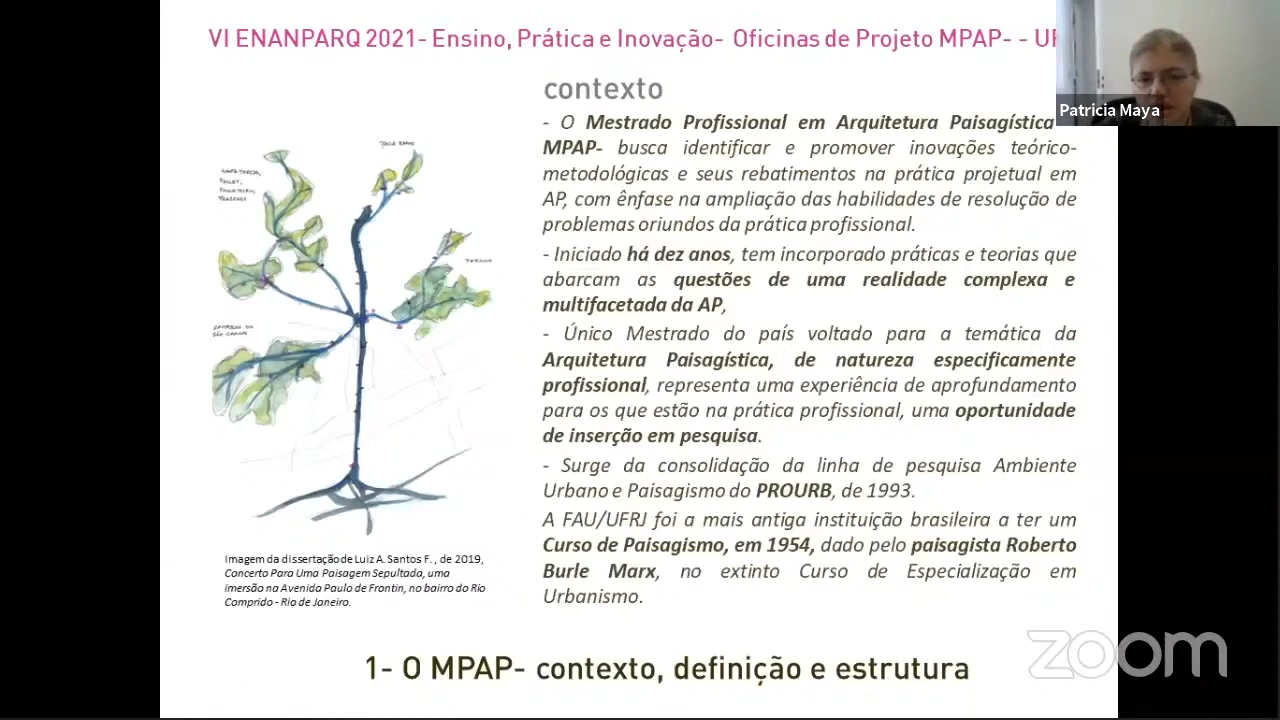 VI ENANPARQ 2021- Ensino, Prática e Inovação- Oficinas de Projeto MPAP- - UF
Patricia Maya
contexto
- O Mestrado Profissional em Arquitetura Paisagística
MPAP- busca identificar e promover inovações teórico-
metodológicas e seus rebatimentos na prática projetual em
AP, com ênfase na ampliação das habilidades de resolução de
problemas oriundos da prática profissional.
- Iniciado há dez anos, tem incorporado práticas e teorias que
abarcam as questões de uma realidade complexa e
multifacetada da AP,
- Único Mestrado do país voltado para a temática da
Arquitetura Paisagística, de natureza especificamente
profissional, representa uma experiência de aprofundamento
para os que estão na prática profissional, uma oportunidade
de inserção em pesquisa.
- Surge da consolidação da linha de pesquisa Ambiente
Urbano e Paisagismo do PROURB, de 1993.
A FAU/UFRJ foi a mais antiga instituição brasileira a ter um
Curso de Paisagismo, em 1954, dado pelo paisagista Roberto
Burle Marx, no extinto Curso de Especialização em
Urbanismo.
Imagem da dissertação de Luiz A. Santos F. , de 2019,
Concerto Para Uma Paisagem Sepultada, uma
imersão na Avenida Paulo de Frontin, no bairro do Rio
Comprido - Rio de Janeiro.
1- O MPAP- contexto, definição e estrutura
zoom